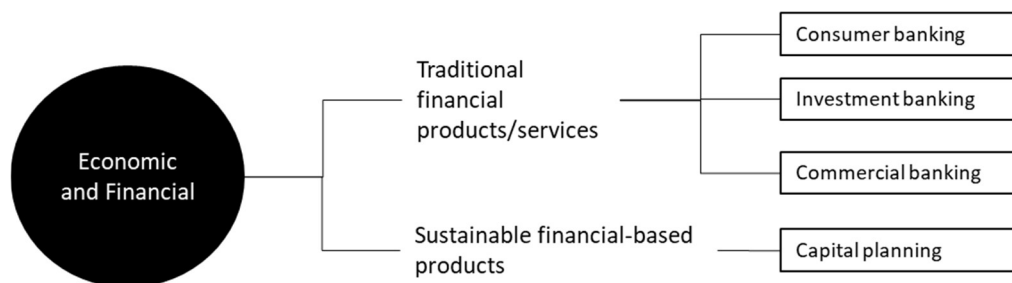 Economic
and Financial
Traditional
financial
products/services
Consumer banking
Investment banking
Commercial banking
Sustainable financial-based
products
Capital planning